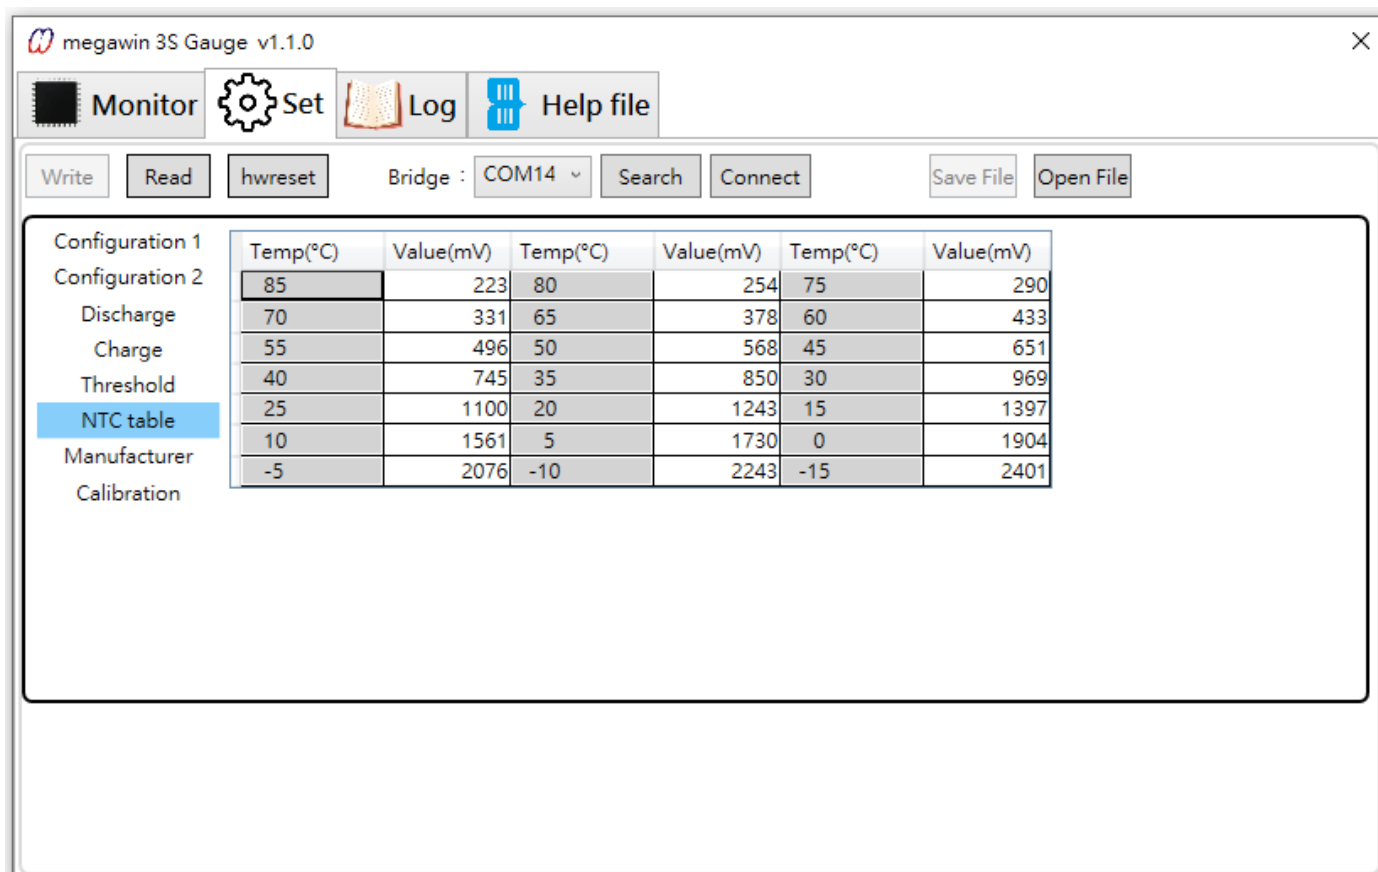 megawin 3S Gauge v1.1.0
Monitor Set Log Help file
Write Read hwreset Bridge : COM14 Search Connect Save File Open File
Configuration 1
Configuration 2
Discharge
Charge
Threshold
NTC table
Manufacturer
Calibration
Temp(°C) Value(mV) Temp(°C) Value(mV) Temp(°C) Value(mV)
85 223 80 254 75 290
70 331 65 378 60 433
55 496 50 568 45 651
40 745 35 850 30 969
25 1100 20 1243 15 1397
10 1561 5 1730 0 1904
-5 2076 -10 2243 -15 2401